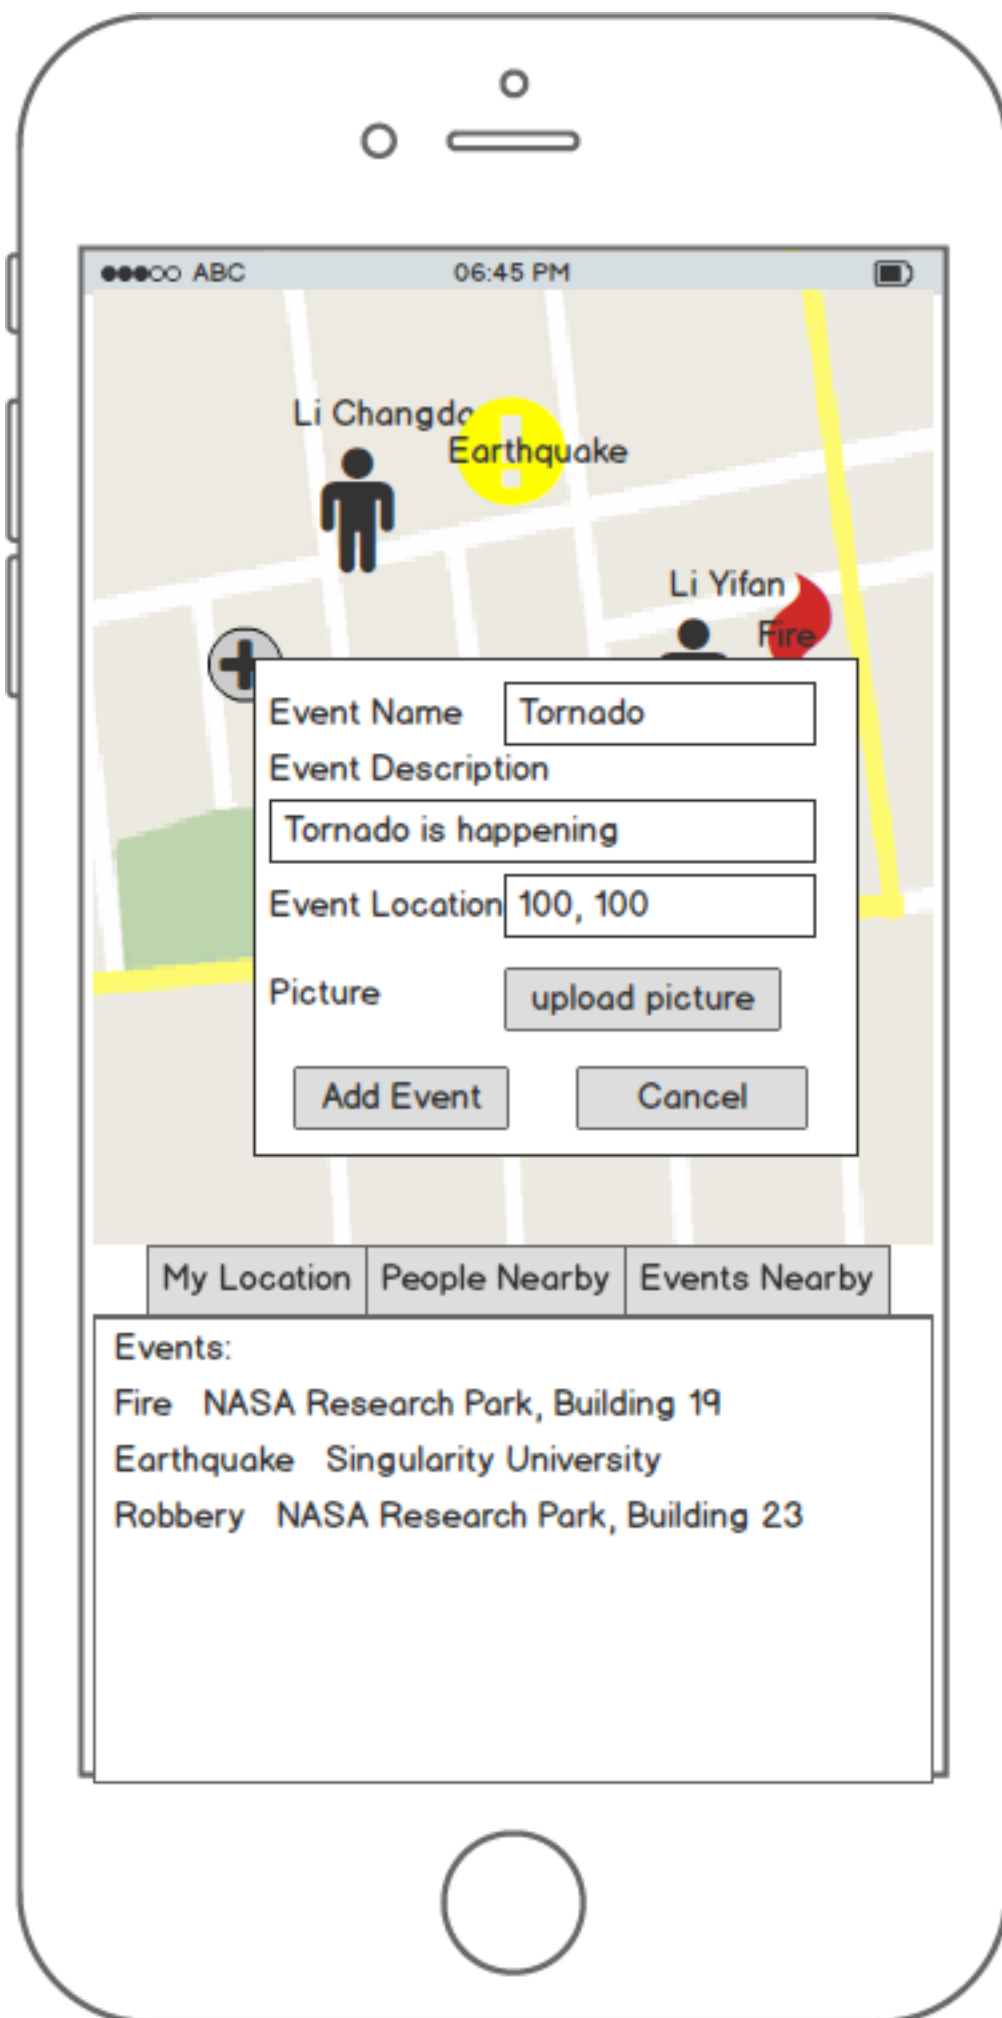 ABC 06:45 PM
Li Changda
Earthquake
Li Yifan
Fire
Event Name Tornado
Event Description
Tornado is happening
Event Location 100, 100
Picture upload picture
Add Event Cancel
My Location People Nearby Events Nearby
Events:
Fire NASA Research Park, Building 19
Earthquake Singularity University
Robbery NASA Research Park, Building 23